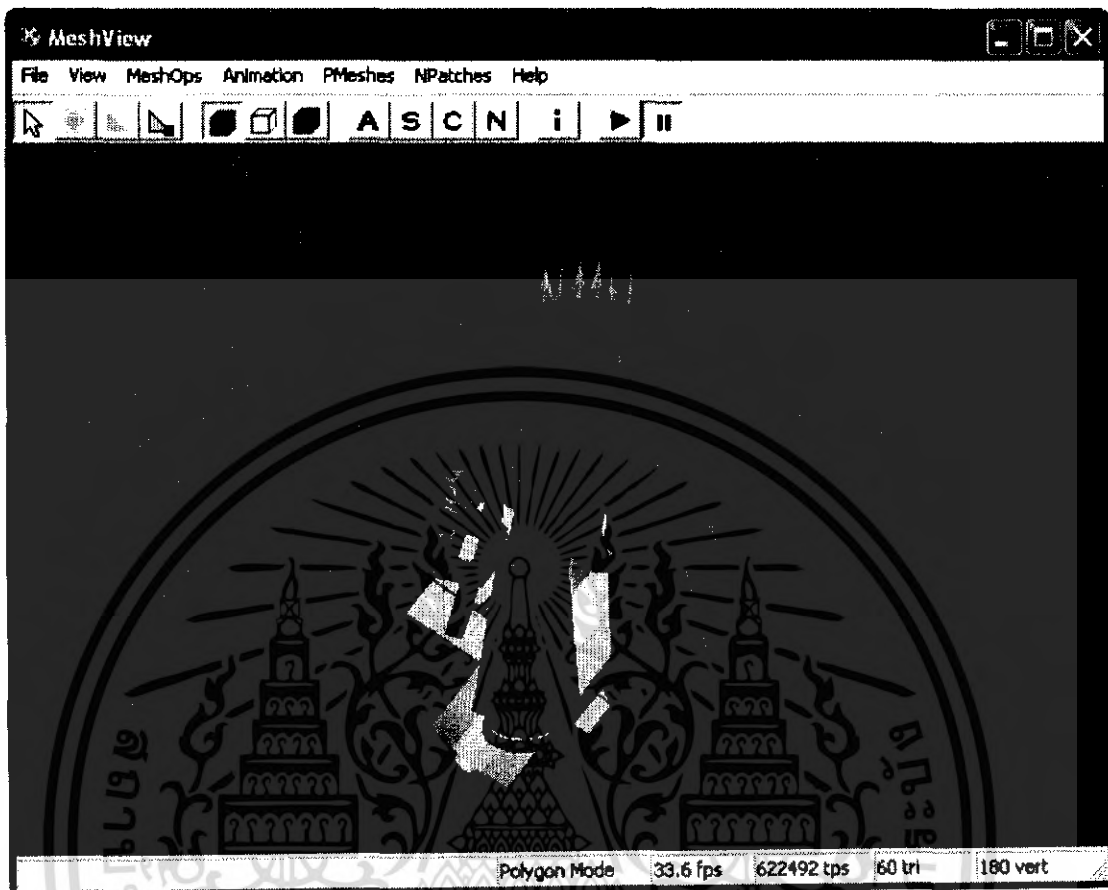 MeshView
File View MeshOps Animation PMeshes NPatches Help
A S C N i
Polygon Mode 33.6 fps 622492 tps 60 tri 180 vert